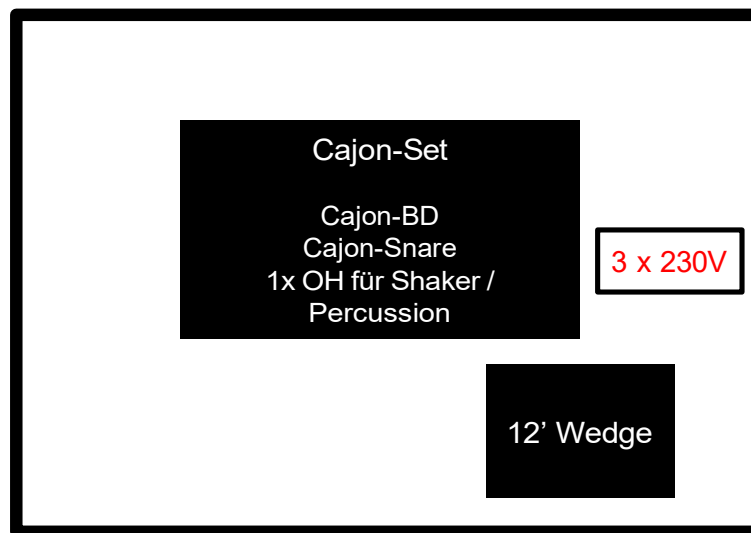 Cajon-Set
Cajon-BD
Cajon-Snare
1x OH für Shaker /
Percussion
3 x 230V
12’ Wedge